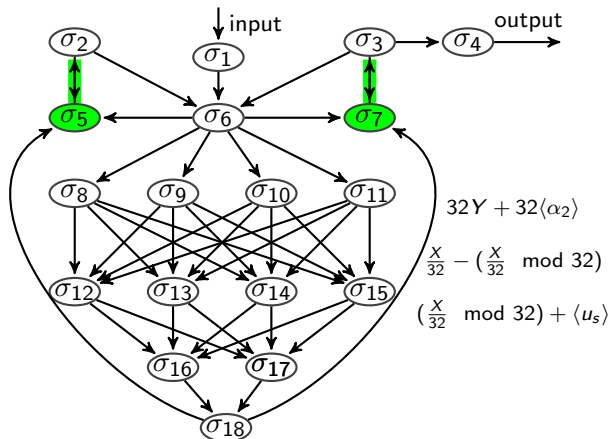 input
output
σ2
σ1
σ3
σ4
σ5
σ6
σ7
σ8
σ9
σ10
σ11
32Y + 32⟨α2⟩
X/32 − (X/32 mod 32)
(X/32 mod 32) + ⟨us⟩
σ12
σ13
σ14
σ15
σ16
σ17
σ18